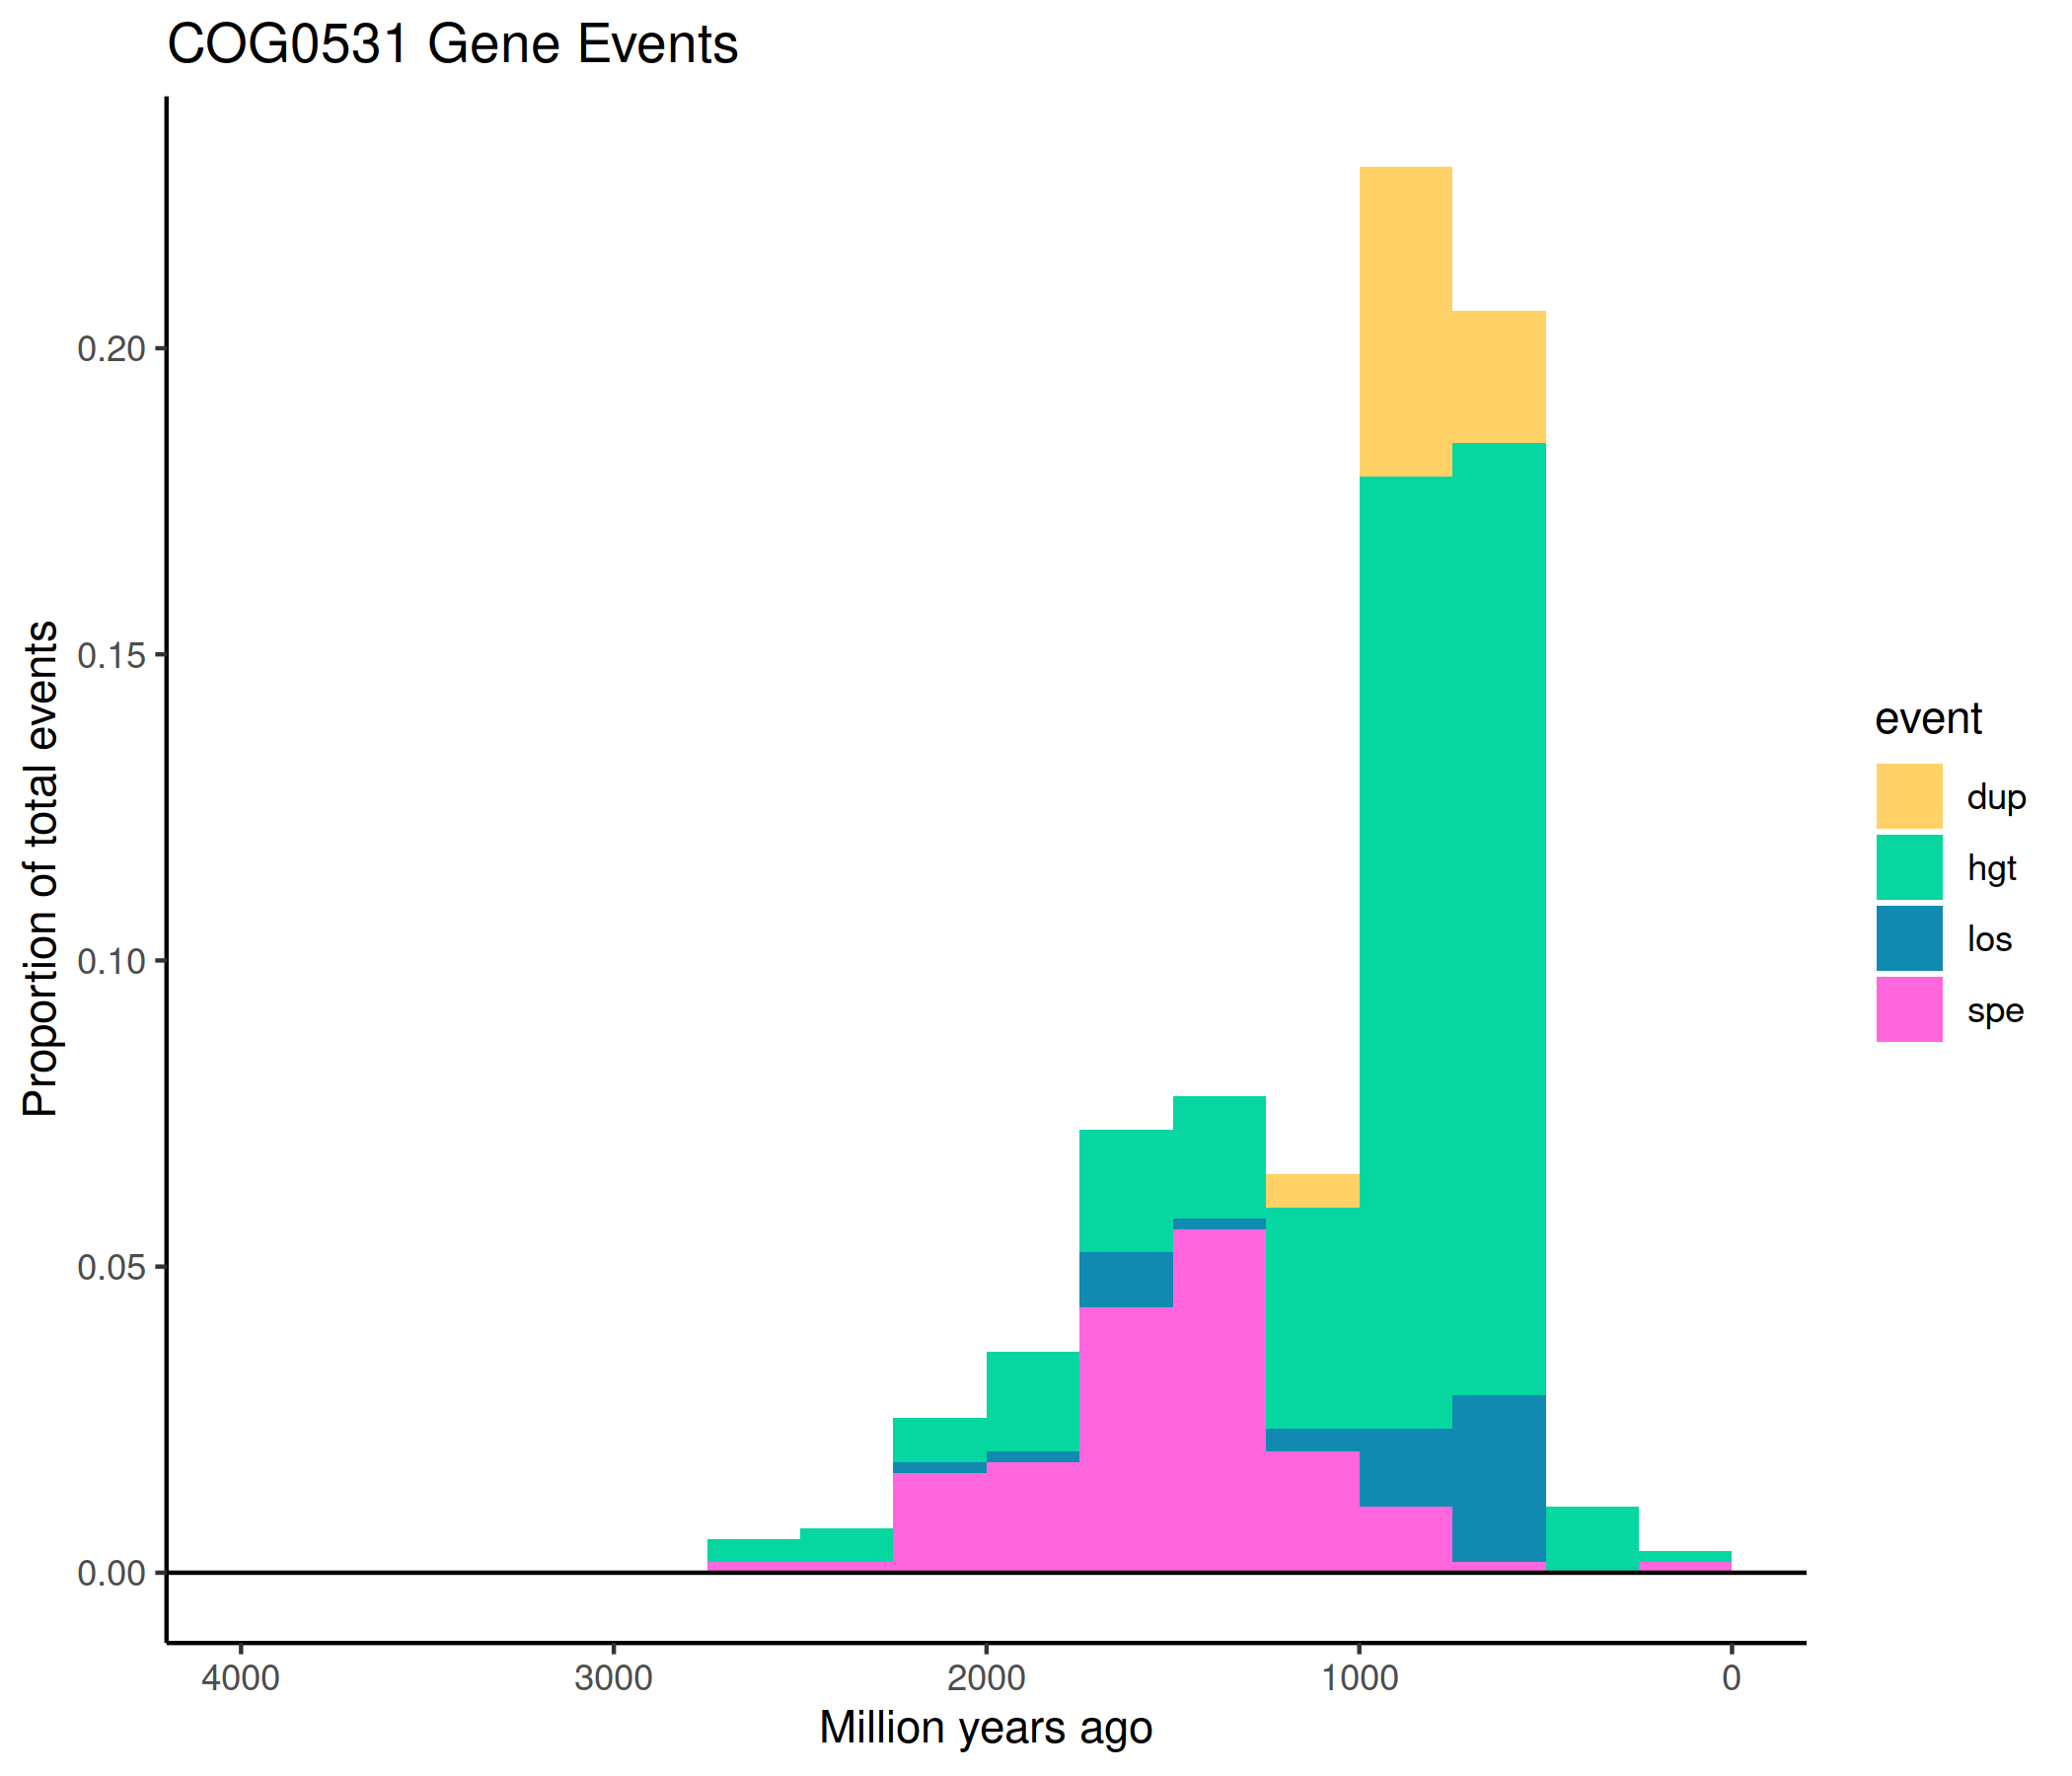 COG0531 Gene Events
Proportion of total events
0.20
0.15
0.10
0.05
0.00
4000 3000 2000 1000 0
Million years ago
event
dup
hgt
los
spe